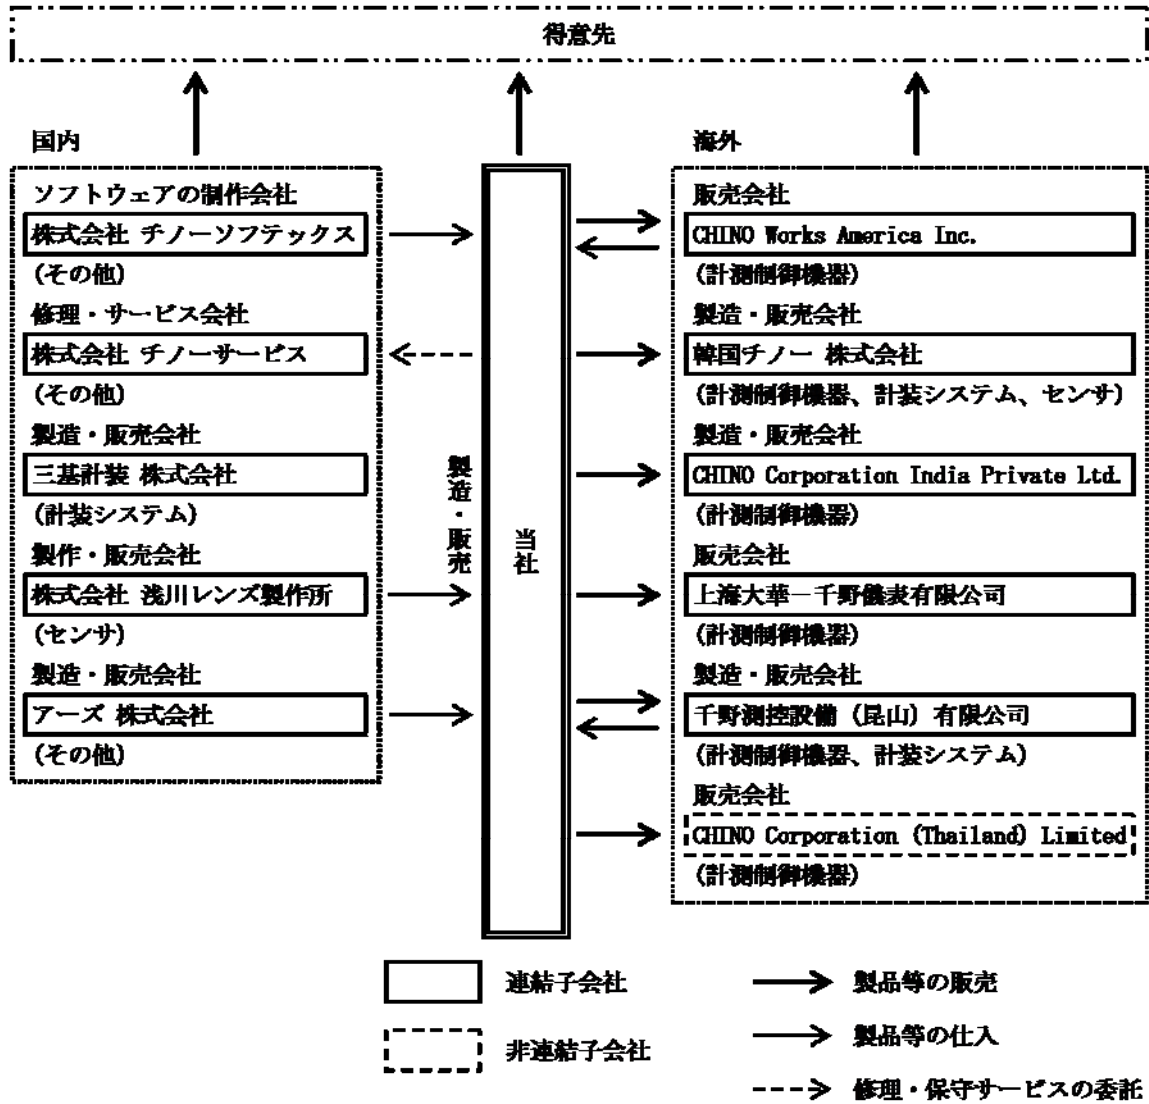 得意先
国内
ソフトウェアの制作会社
株式会社 チノーソフテックス
(その他)
修理・サービス会社
株式会社 チノーサービス
(その他)
製造・販売会社
三基計装 株式会社
(計装システム)
製作・販売会社
株式会社 浅川レンズ製作所
(センサ)
製造・販売会社
アーズ 株式会社
(その他)
製造・販売
当社
海外
販売会社
CHINO Works America Inc.
(計測制御機器)
製造・販売会社
韓国チノー 株式会社
(計測制御機器、計装システム、センサ)
製造・販売会社
CHINO Corporation India Private Ltd.
(計測制御機器)
販売会社
上海大華－千野儀表有限公司
(計測制御機器)
製造・販売会社
千野測控設備（昆山）有限公司
(計測制御機器、計装システム)
販売会社
CHINO Corporation (Thailand) Limited
(計測制御機器)
連結子会社
非連結子会社
製品等の販売
製品等の仕入
修理・保守サービスの委託